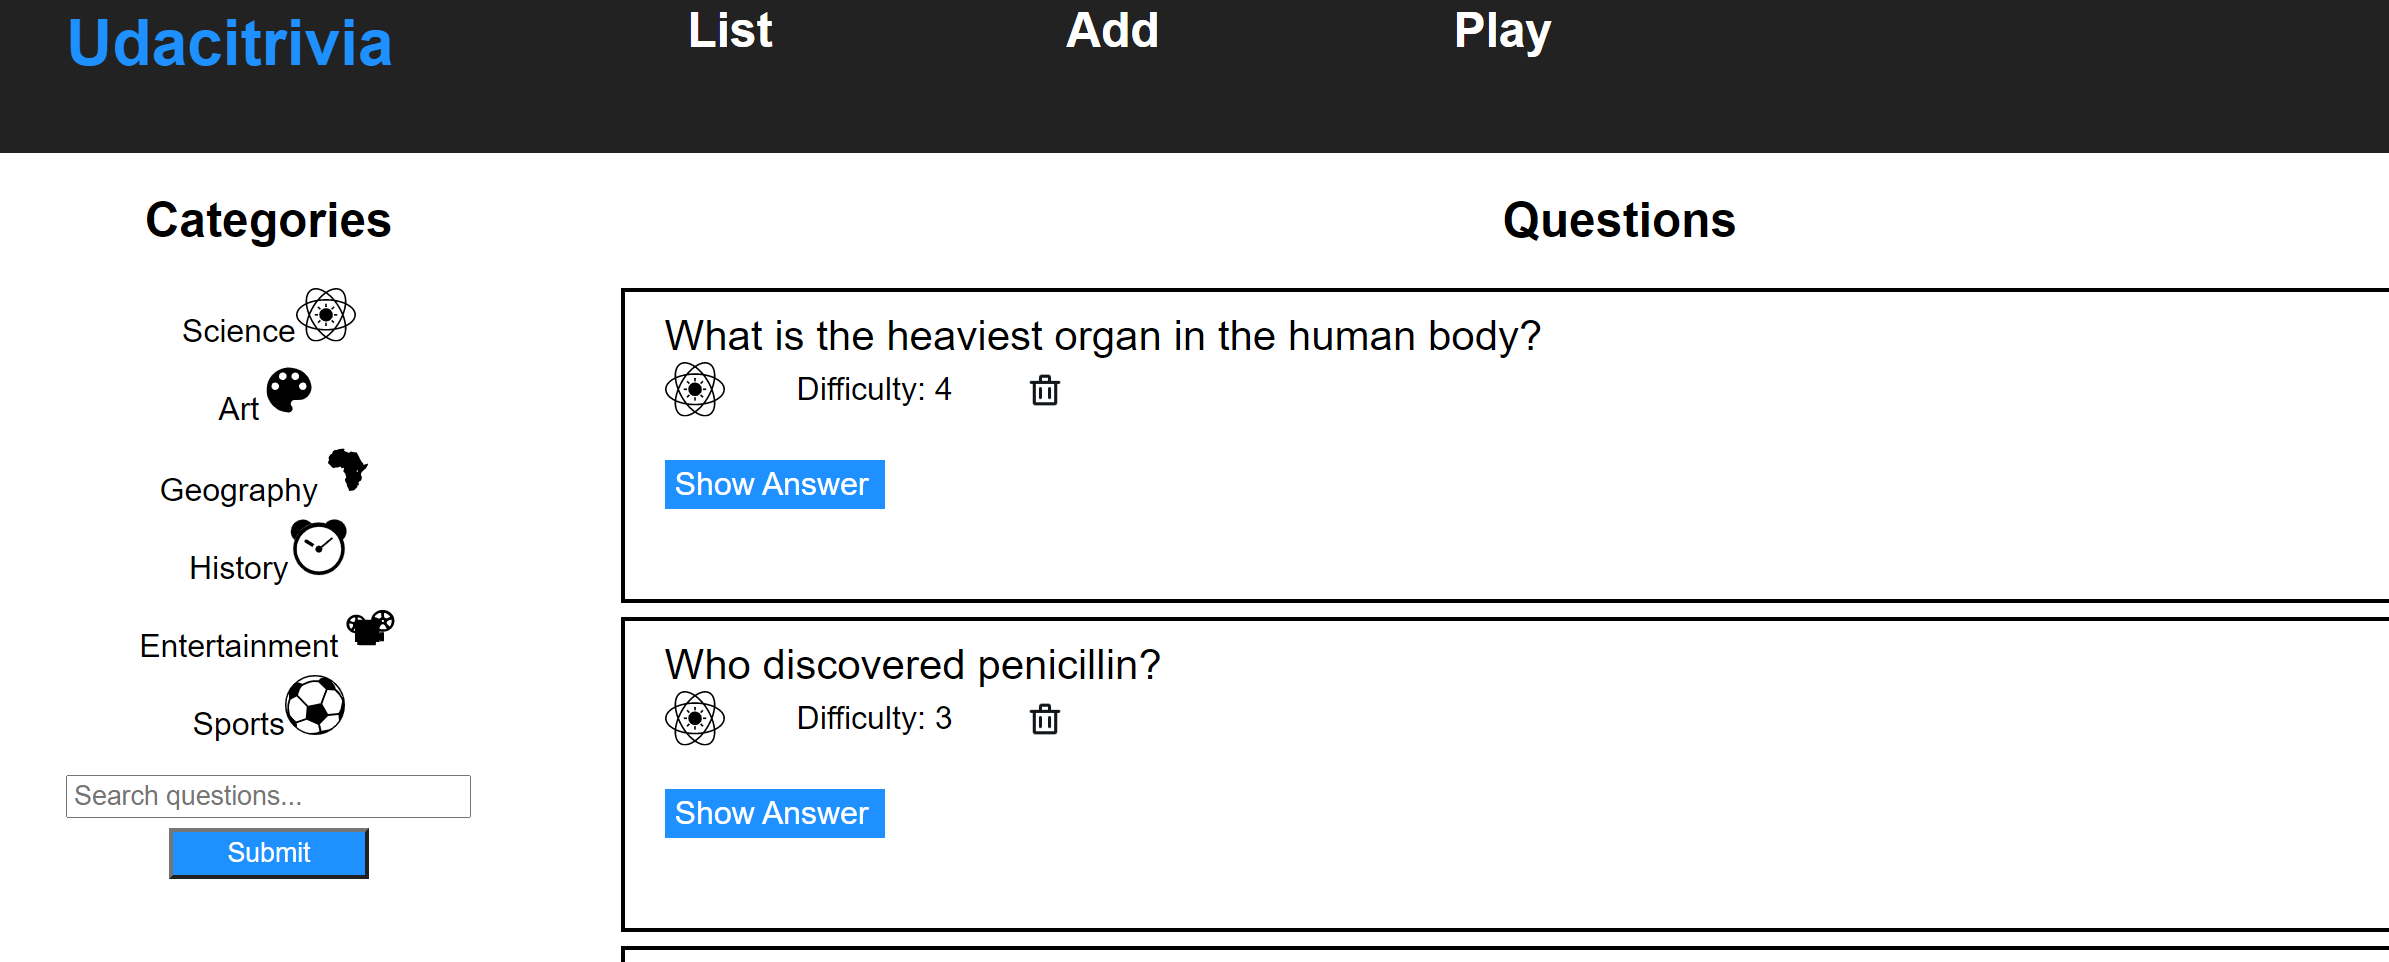 Udacitrivia
List
Add
Play
Categories
Science
Art
Geography
History
Entertainment
Sports
Search questions...
Submit
Questions
What is the heaviest organ in the human body?
Difficulty: 4
Show Answer
Who discovered penicillin?
Difficulty: 3
Show Answer